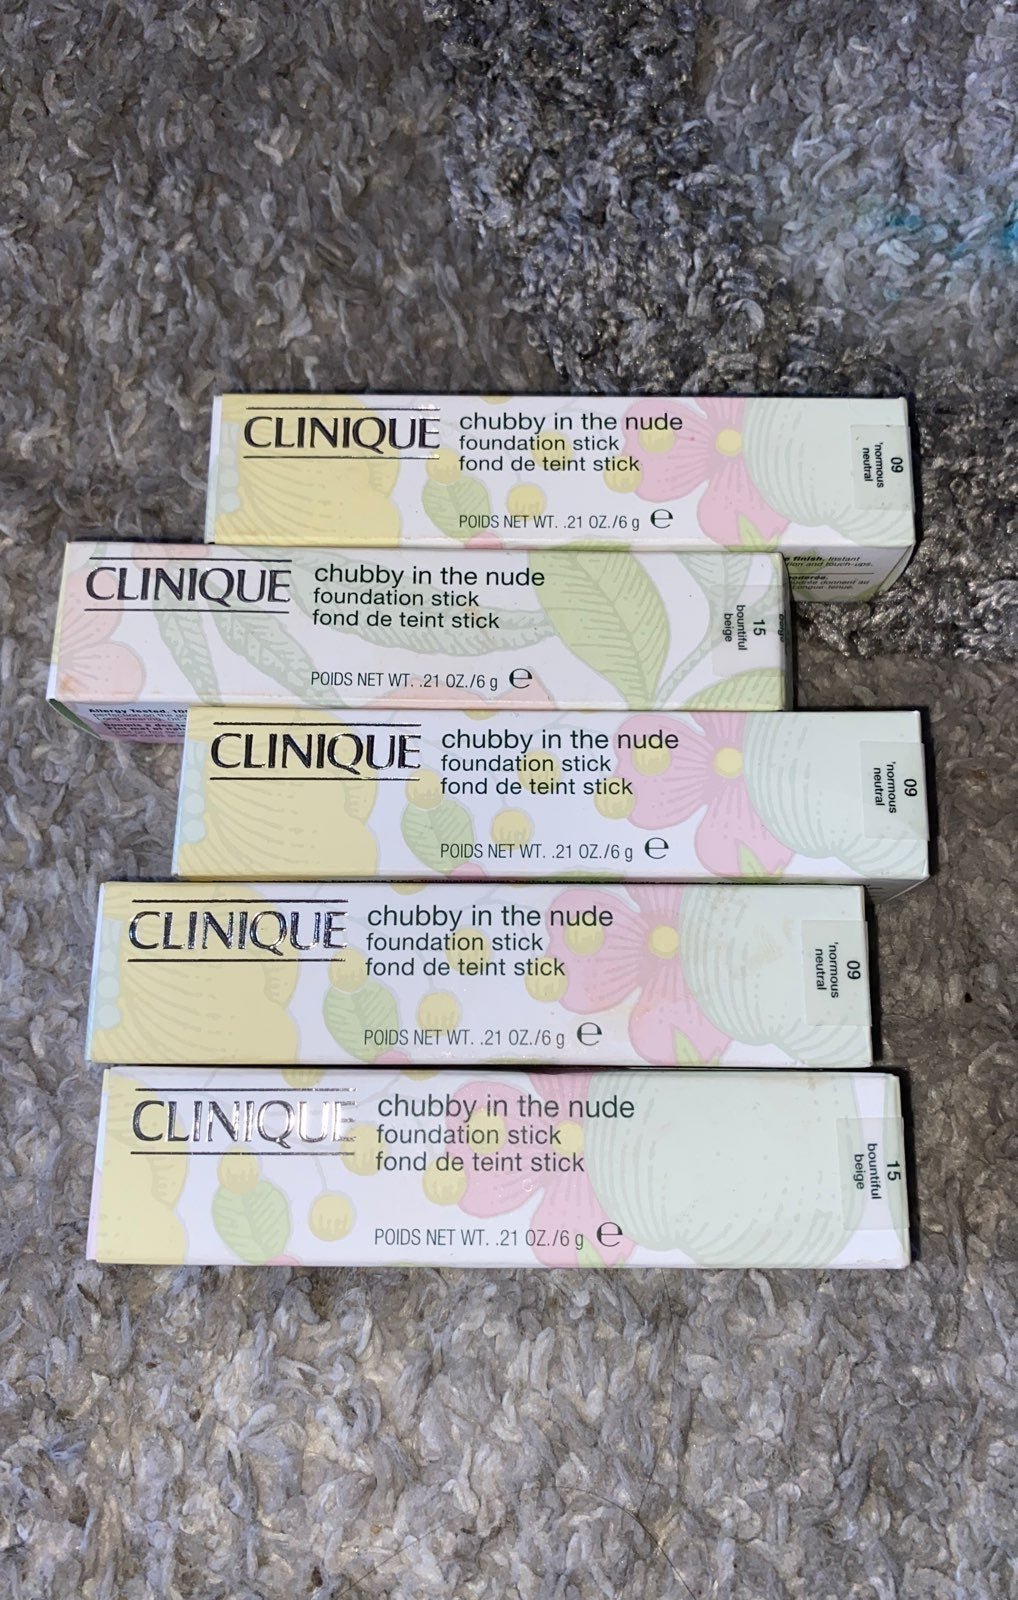 CLINIQUE
chubby in the nude
foundation stick
fond de teint stick
POIDS NET WT. .21 OZ./6 g ℮
09
'normous
neutral
CLINIQUE
chubby in the nude
foundation stick
fond de teint stick
POIDS NET WT. .21 OZ./6 g ℮
15
bountiful
beige
CLINIQUE
chubby in the nude
foundation stick
fond de teint stick
POIDS NET WT. .21 OZ./6 g ℮
09
'normous
neutral
CLINIQUE
chubby in the nude
foundation stick
fond de teint stick
POIDS NET WT. .21 OZ./6 g ℮
09
'normous
neutral
CLINIQUE
chubby in the nude
foundation stick
fond de teint stick
POIDS NET WT. .21 OZ./6 g ℮
15
bountiful
beige